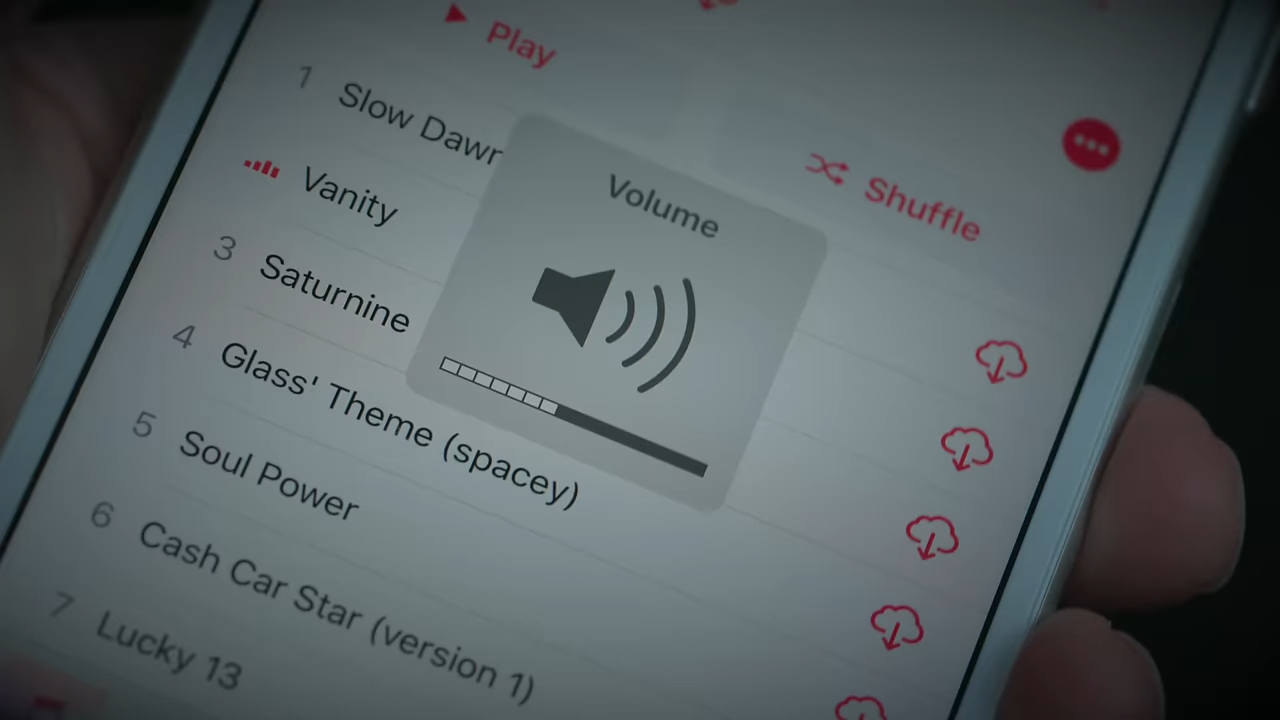 Play
Shuffle
1 Slow Dawn
Vanity
3 Saturnine
4 Glass' Theme (spacey)
5 Soul Power
6 Cash Car Star (version 1)
7 Lucky 13
Volume